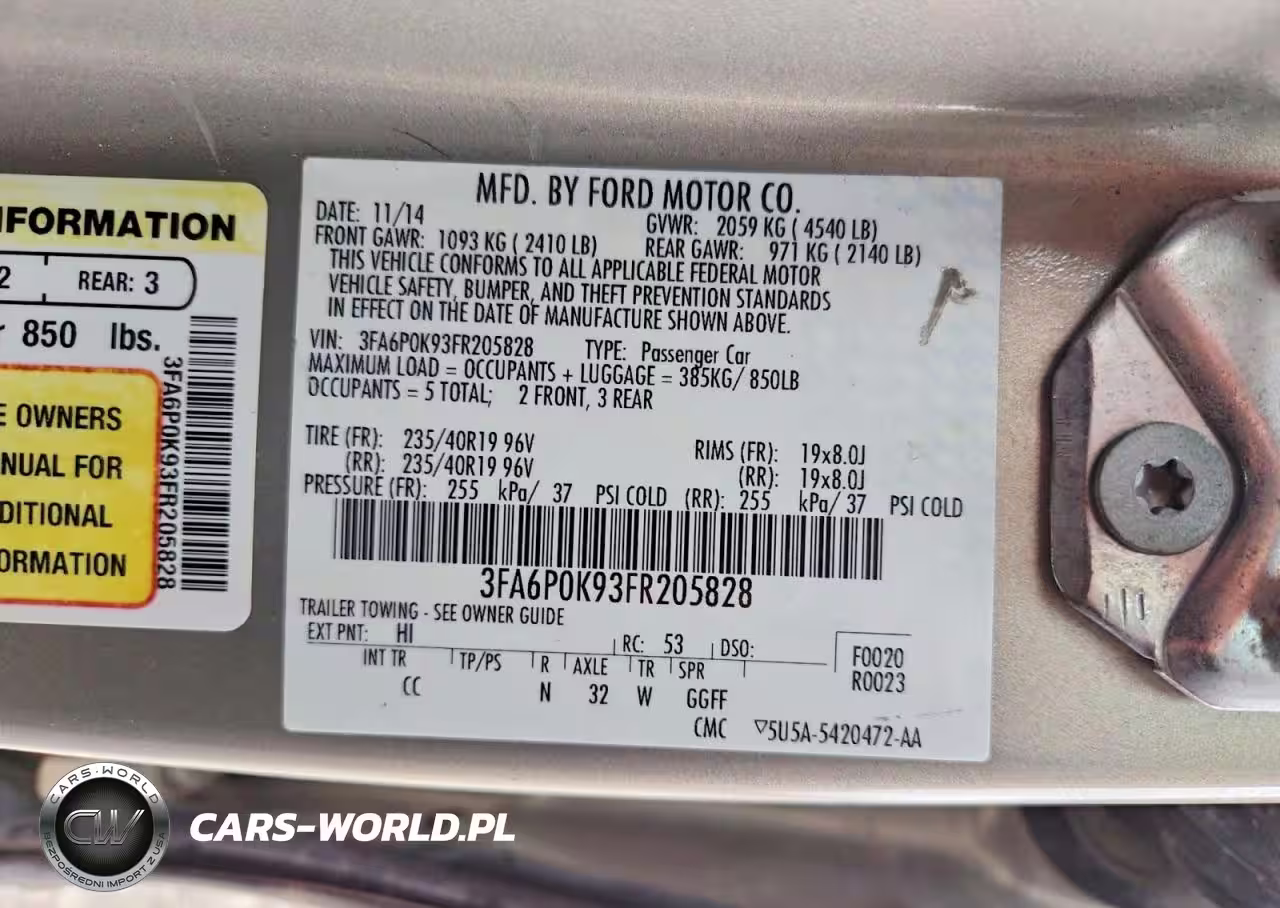 INFORMATION
2 REAR: 3
r 850 lbs.
E OWNERS
NUAL FOR
DITIONAL
ORMATION
3FA6P0K93FR205828
MFD. BY FORD MOTOR CO.
DATE: 11/14 GVWR: 2059 KG ( 4540 LB)
FRONT GAWR: 1093 KG ( 2410 LB) REAR GAWR: 971 KG ( 2140 LB)
THIS VEHICLE CONFORMS TO ALL APPLICABLE FEDERAL MOTOR
VEHICLE SAFETY, BUMPER, AND THEFT PREVENTION STANDARDS
IN EFFECT ON THE DATE OF MANUFACTURE SHOWN ABOVE.
VIN: 3FA6P0K93FR205828 TYPE: Passenger Car
MAXIMUM LOAD = OCCUPANTS + LUGGAGE = 385KG/ 850LB
OCCUPANTS = 5 TOTAL; 2 FRONT, 3 REAR
TIRE (FR): 235/40R19 96V RIMS (FR): 19x8.0J
(RR): 235/40R19 96V (RR): 19x8.0J
PRESSURE (FR): 255 kPa/ 37 PSI COLD (RR): 255 kPa/ 37 PSI COLD
3FA6P0K93FR205828
TRAILER TOWING - SEE OWNER GUIDE
EXT PNT: HI RC: 53 DSO:
INT TR TP/PS R AXLE TR SPR F0020
CC N 32 W GGFF R0023
CMC ▽5U5A-5420472-AA
CARS-WORLD
CW
BEZPOŚREDNI IMPORT Z USA
CARS-WORLD.PL